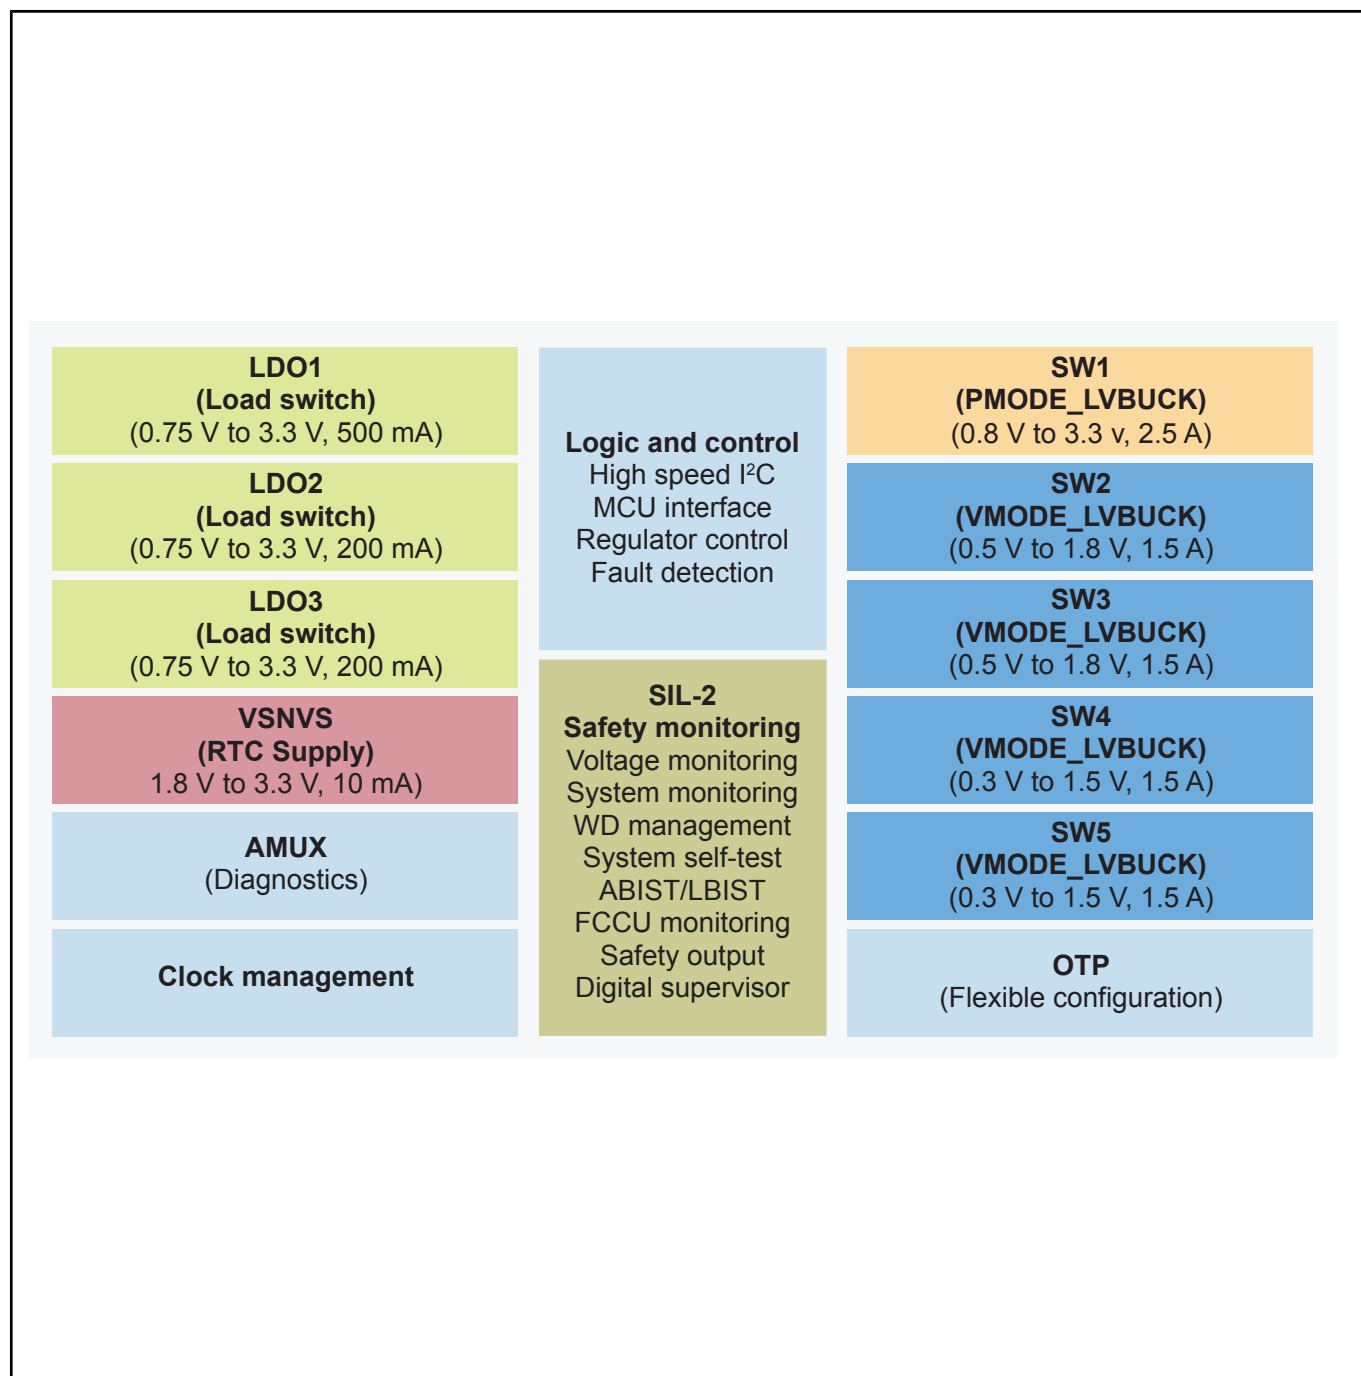 LDO1
(Load switch)
(0.75 V to 3.3 V, 500 mA)
LDO2
(Load switch)
(0.75 V to 3.3 V, 200 mA)
LDO3
(Load switch)
(0.75 V to 3.3 V, 200 mA)
VSNVS
(RTC Supply)
1.8 V to 3.3 V, 10 mA)
AMUX
(Diagnostics)
Clock management
Logic and control
High speed I²C
MCU interface
Regulator control
Fault detection
SIL-2
Safety monitoring
Voltage monitoring
System monitoring
WD management
System self-test
ABIST/LBIST
FCCU monitoring
Safety output
Digital supervisor
SW1
(PMODE_LVBUCK)
(0.8 V to 3.3 v, 2.5 A)
SW2
(VMODE_LVBUCK)
(0.5 V to 1.8 V, 1.5 A)
SW3
(VMODE_LVBUCK)
(0.5 V to 1.8 V, 1.5 A)
SW4
(VMODE_LVBUCK)
(0.3 V to 1.5 V, 1.5 A)
SW5
(VMODE_LVBUCK)
(0.3 V to 1.5 V, 1.5 A)
OTP
(Flexible configuration)